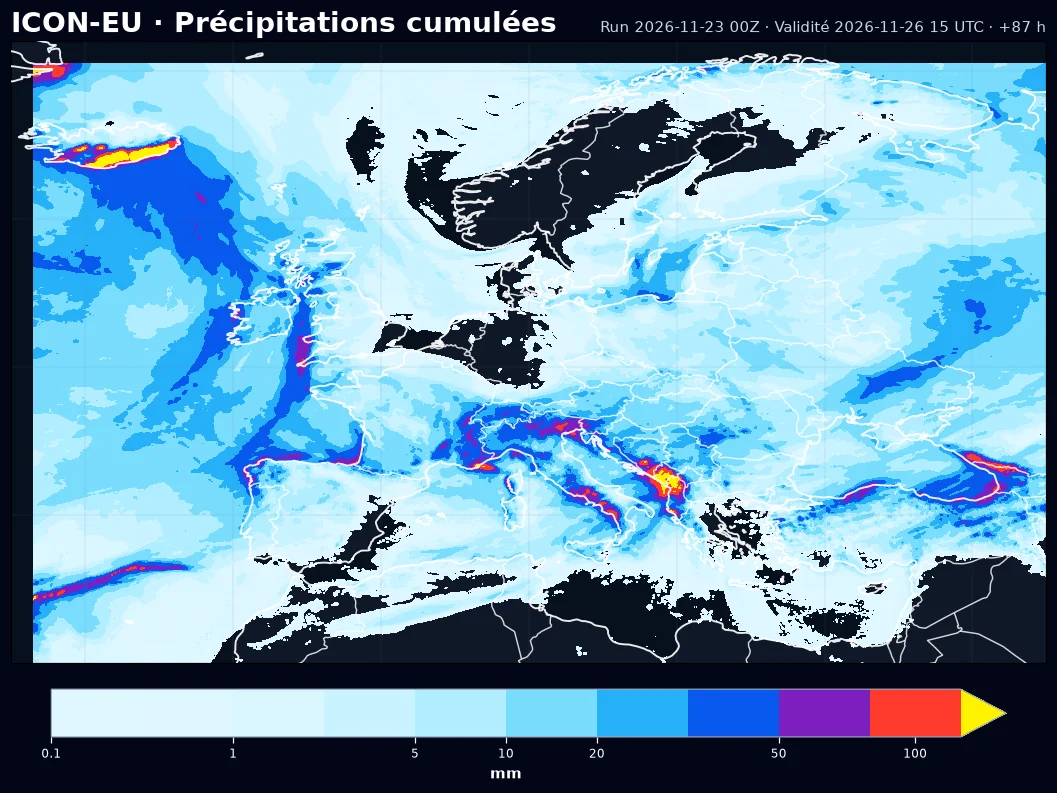 ICON-EU · Précipitations cumulées
Run 2026-11-23 00Z · Validité 2026-11-26 15 UTC · +87 h
0.1 1 5 10 20 50 100
mm